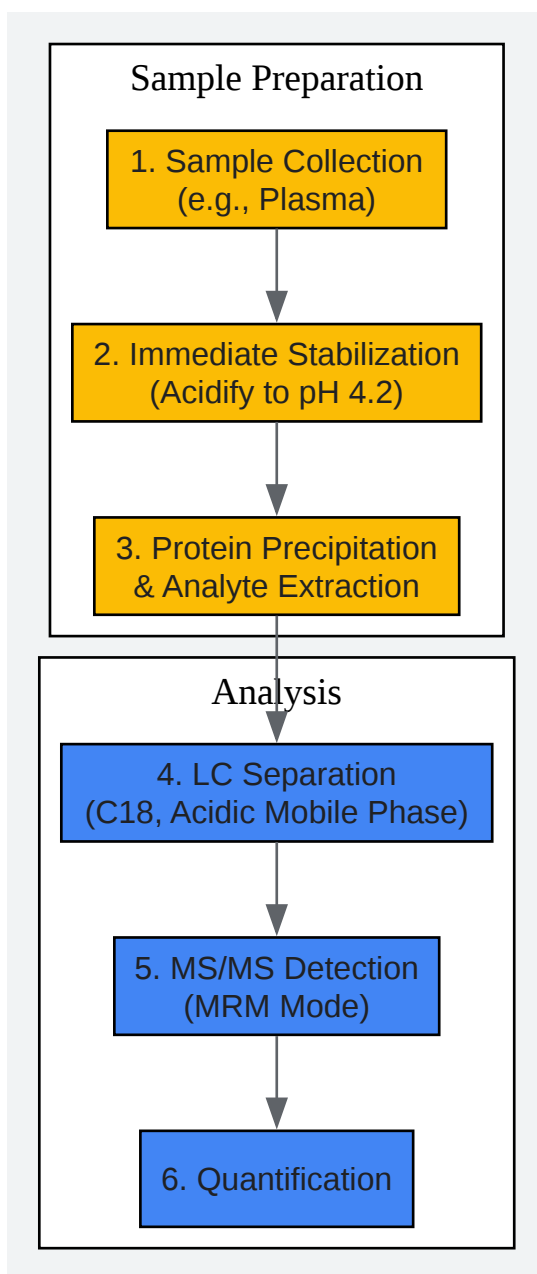 Sample Preparation
1. Sample Collection
(e.g., Plasma)
2. Immediate Stabilization
(Acidify to pH 4.2)
3. Protein Precipitation
& Analyte Extraction
Analysis
4. LC Separation
(C18, Acidic Mobile Phase)
5. MS/MS Detection
(MRM Mode)
6. Quantification